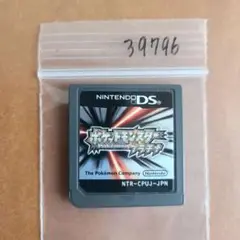 39796
NINTENDO DS
ポケットモンスター
プラチナ
The Pokémon Company
Nintendo
NTR-CPUJ-JPN